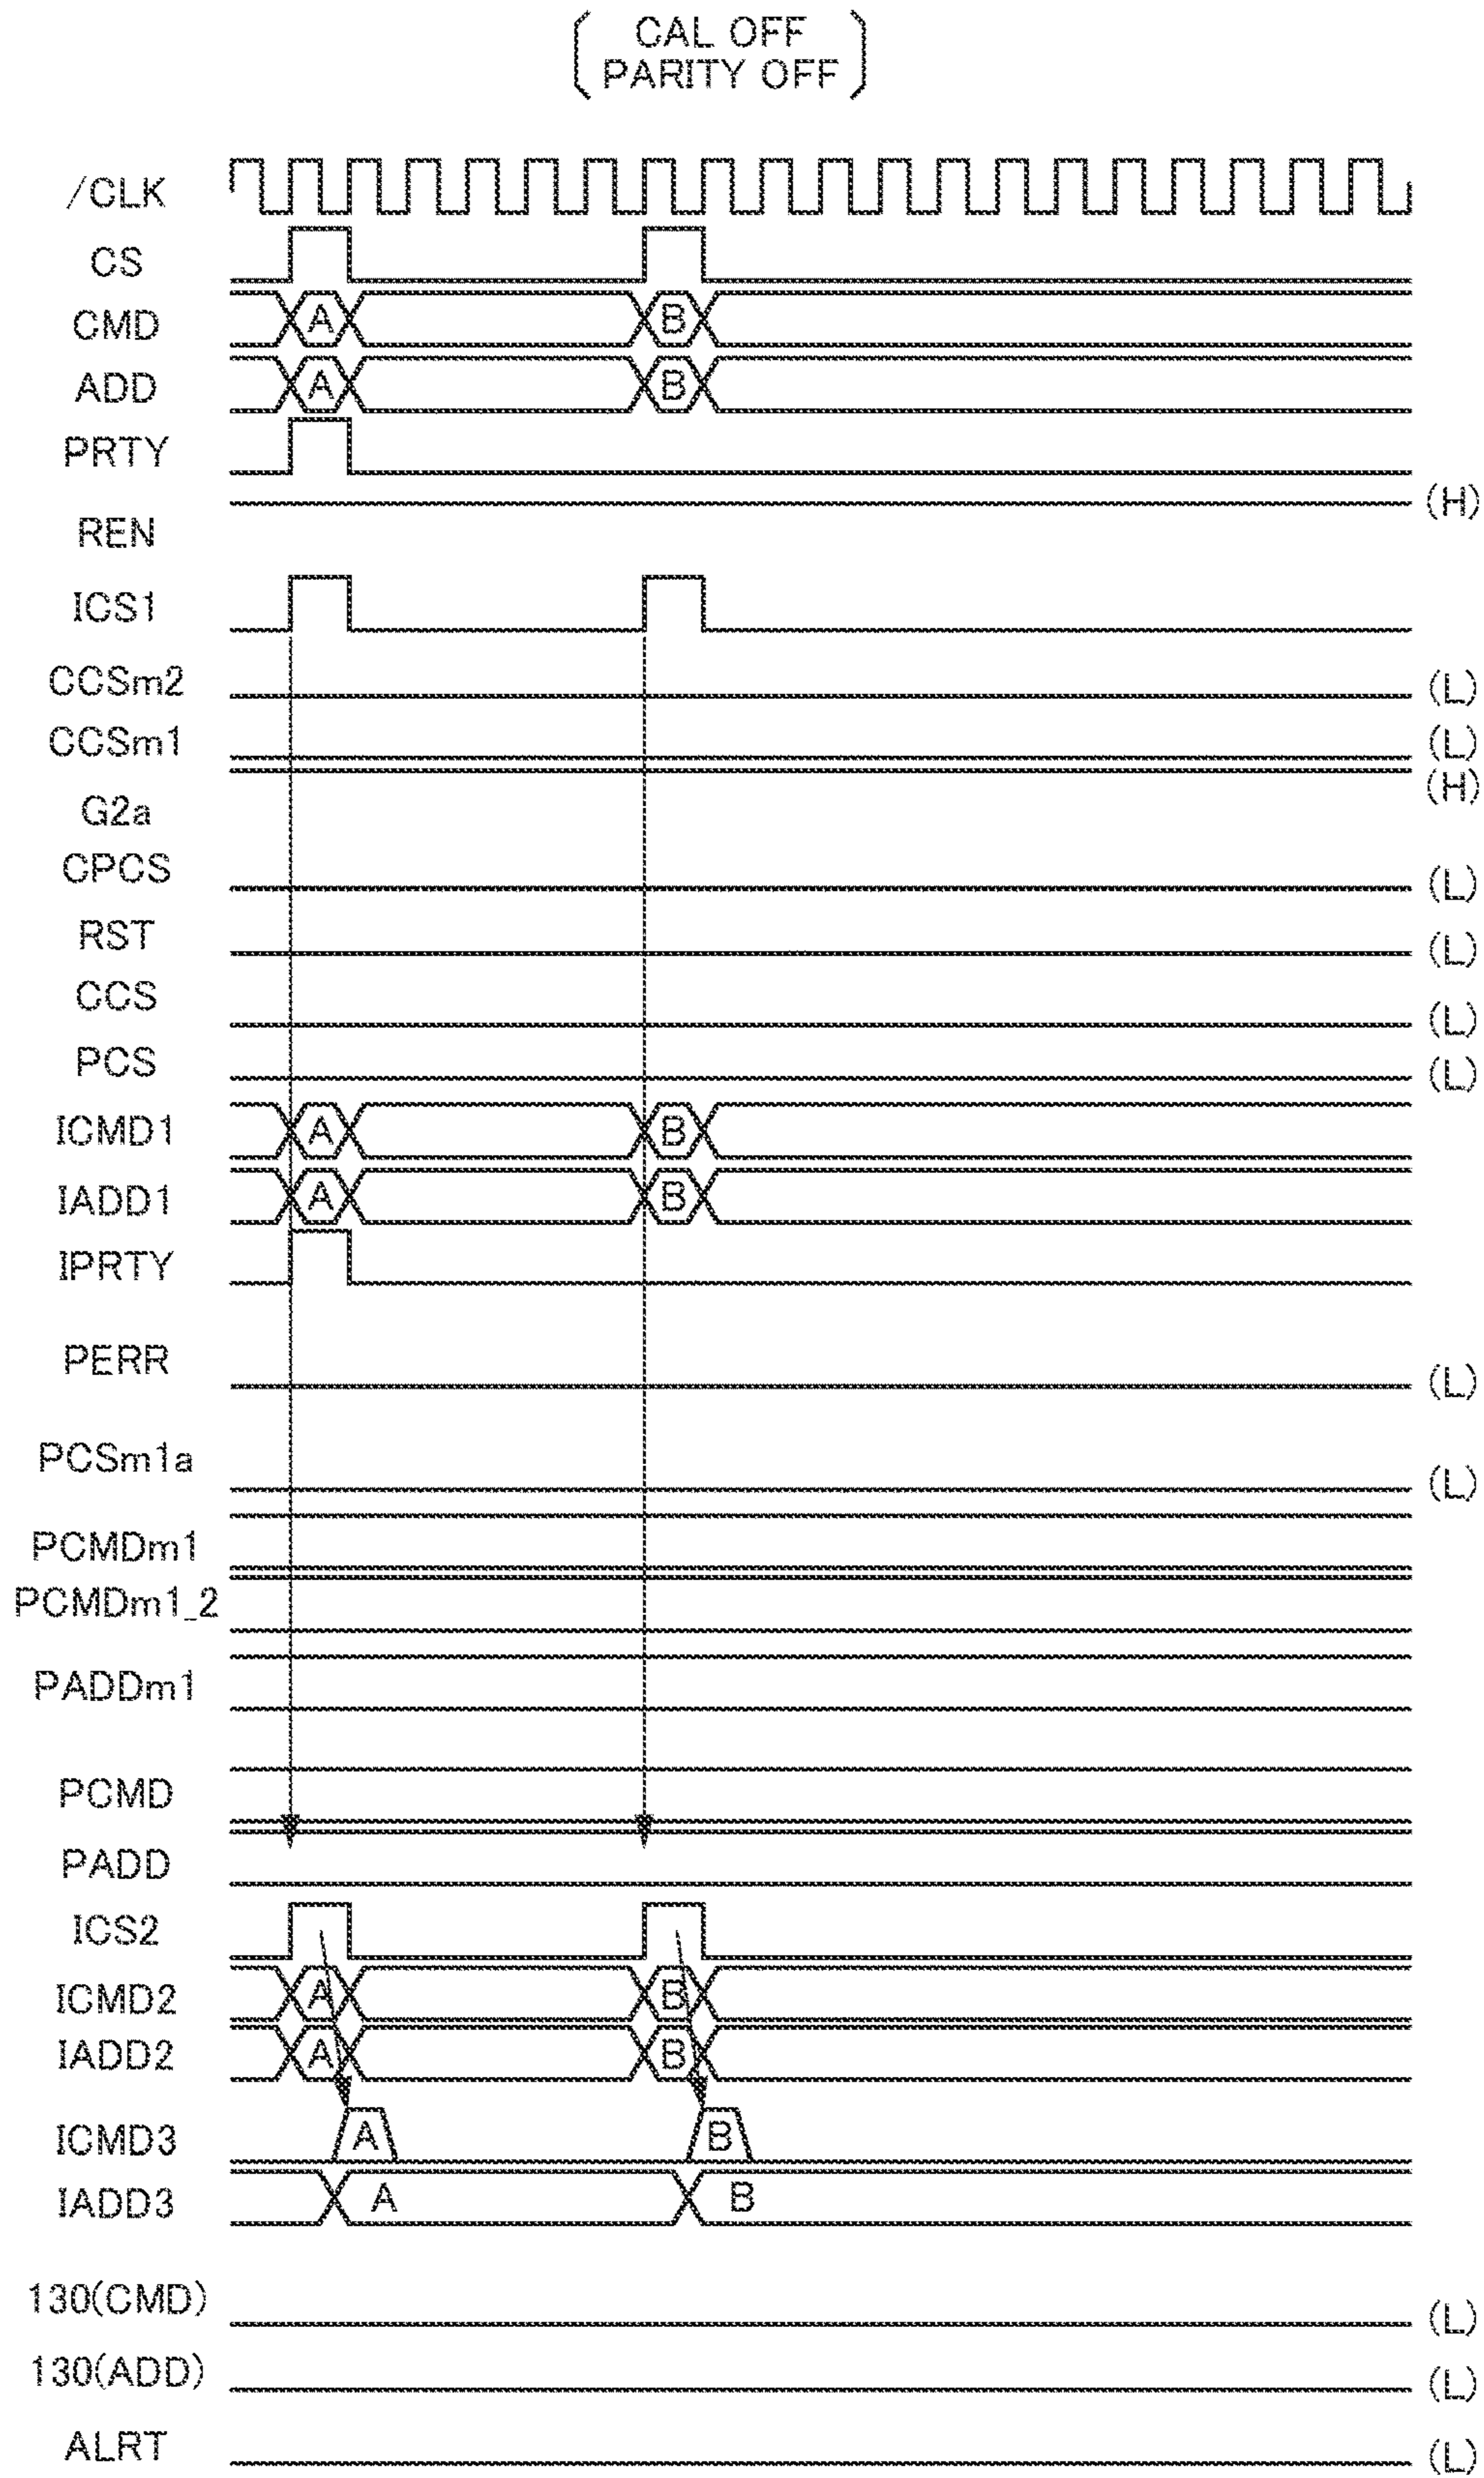 CAL OFF
PARITY OFF
/CLK
CS
CMD A B
ADD A B
PRTY
REN (H)
ICS1
CCSm2 (L)
CCSm1 (L)
G2a (H)
CPCS (L)
RST (L)
CCS (L)
PCS (L)
ICMD1 A B
IADD1 A B
IPRTY
PERR (L)
PCSm1a (L)
PCMDm1
PCMDm1_2
PADDm1
PCMD
PADD
ICS2
ICMD2 A B
IADD2 A B
ICMD3 A B
IADD3 A B
130(CMD) (L)
130(ADD) (L)
ALRT (L)